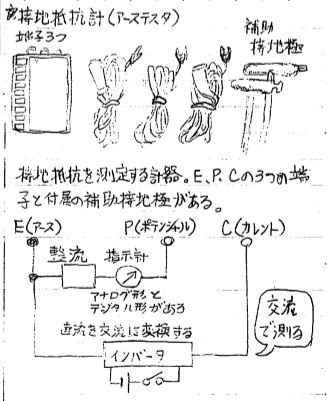 接地抵抗計(アーステスタ)
端子3つ
補助
接地極
接地抵抗を測定する計器。E、P、Cの3つの端
子と付属の補助接地極がある。
E(アース) P(ポテンシャル) C(カレント)
整流 指示計
アナログ形と
デジタル形がある
直流を交流に変換する
インバータ
交流
で測る